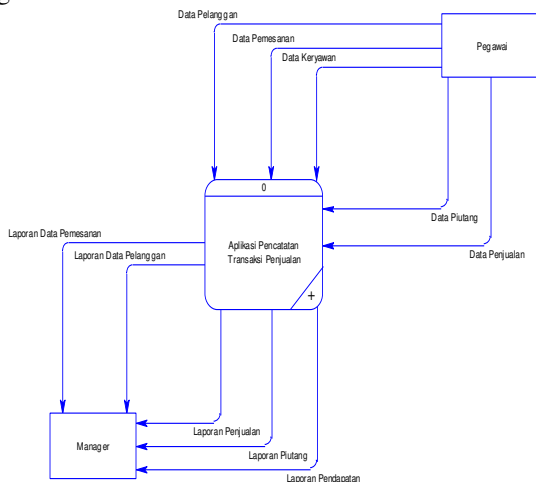 Data Pelanggan
Pegawai
Data Pemesanan
Data Keryawan
0
Data Piutang
Laporan Data Pemesanan
Aplikasi Pencatatan
Transaksi Penjualan
Laporan Data Pelanggan
Data Penjualan
+
Laporan Penjualan
Manager
Laporan Piutang
Laporan Pendapatan